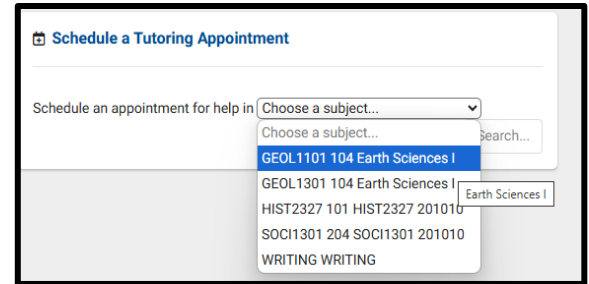 Schedule a Tutoring Appointment
Schedule an appointment for help in Choose a subject...
Choose a subject...
Search...
GEOL1101 104 Earth Sciences I
GEOL1301 104 Earth Sciences I
Earth Sciences I
HIST2327 101 HIST2327 201010
SOCI1301 204 SOCI1301 201010
WRITING WRITING